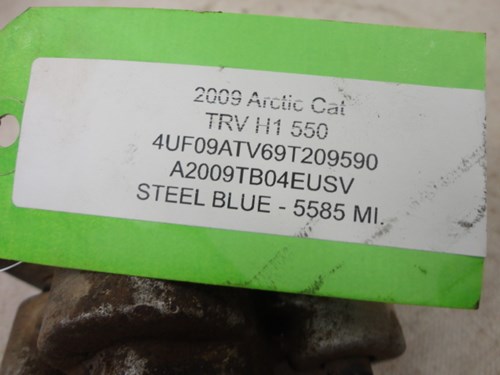 2009 Arctic Cat
TRV H1 550
4UF09ATV69T209590
A2009TB04EUSV
STEEL BLUE - 5585 MI.